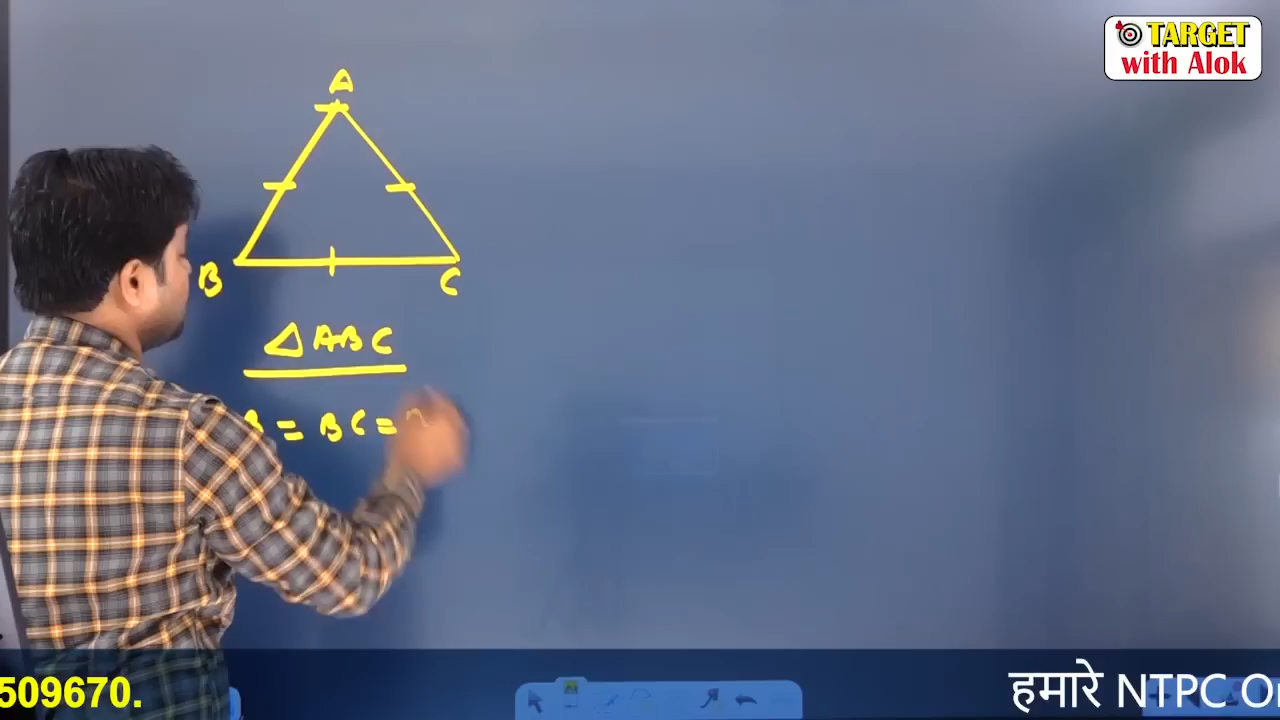 TARGET
with Alok
A
B
C
△ABC
= BC =
509670.
हमारे NTPC